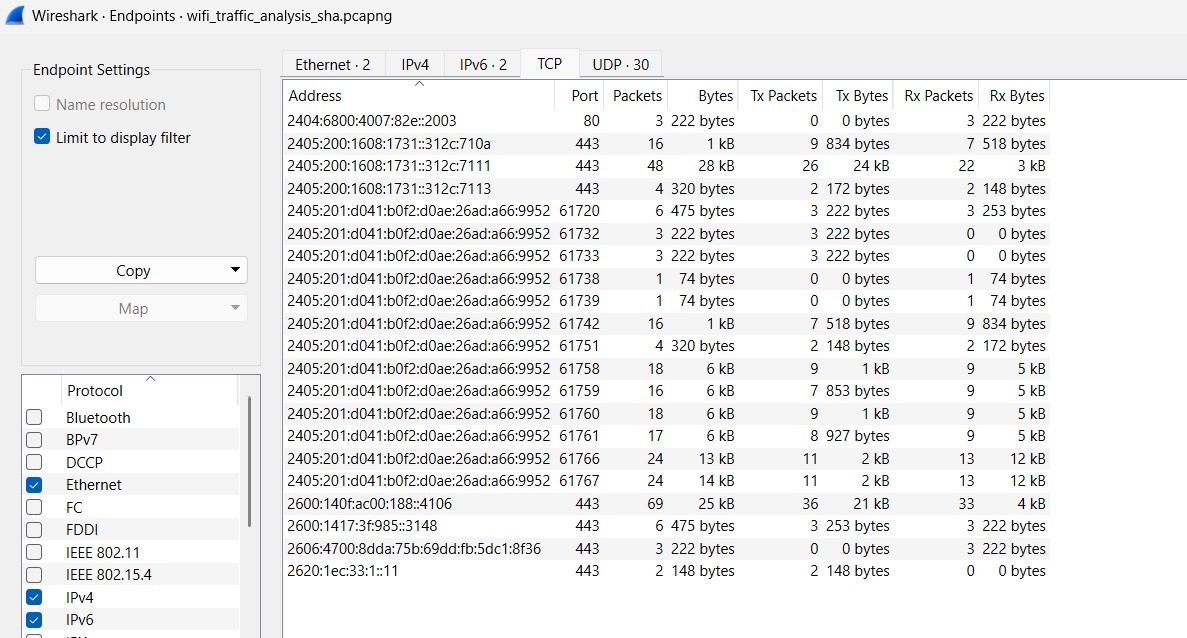 Wireshark · Endpoints · wifi_traffic_analysis_sha.pcapng
Endpoint Settings
Name resolution
Limit to display filter
Copy
Map
Protocol
Bluetooth
BPv7
DCCP
Ethernet
FC
FDDI
IEEE 802.11
IEEE 802.15.4
IPv4
IPv6
Ethernet · 2 IPv4 IPv6 · 2 TCP UDP · 30
Address Port Packets Bytes Tx Packets Tx Bytes Rx Packets Rx Bytes
2404:6800:4007:82e::2003 80 3 222 bytes 0 0 bytes 3 222 bytes
2405:200:1608:1731::312c:710a 443 16 1 kB 9 834 bytes 7 518 bytes
2405:200:1608:1731::312c:7111 443 48 28 kB 26 24 kB 22 3 kB
2405:200:1608:1731::312c:7113 443 4 320 bytes 2 172 bytes 2 148 bytes
2405:201:d041:b0f2:d0ae:26ad:a66:9952 61720 6 475 bytes 3 222 bytes 3 253 bytes
2405:201:d041:b0f2:d0ae:26ad:a66:9952 61732 3 222 bytes 3 222 bytes 0 0 bytes
2405:201:d041:b0f2:d0ae:26ad:a66:9952 61733 3 222 bytes 3 222 bytes 0 0 bytes
2405:201:d041:b0f2:d0ae:26ad:a66:9952 61738 1 74 bytes 0 0 bytes 1 74 bytes
2405:201:d041:b0f2:d0ae:26ad:a66:9952 61739 1 74 bytes 0 0 bytes 1 74 bytes
2405:201:d041:b0f2:d0ae:26ad:a66:9952 61742 16 1 kB 7 518 bytes 9 834 bytes
2405:201:d041:b0f2:d0ae:26ad:a66:9952 61751 4 320 bytes 2 148 bytes 2 172 bytes
2405:201:d041:b0f2:d0ae:26ad:a66:9952 61758 18 6 kB 9 1 kB 9 5 kB
2405:201:d041:b0f2:d0ae:26ad:a66:9952 61759 16 6 kB 7 853 bytes 9 5 kB
2405:201:d041:b0f2:d0ae:26ad:a66:9952 61760 18 6 kB 9 1 kB 9 5 kB
2405:201:d041:b0f2:d0ae:26ad:a66:9952 61761 17 6 kB 8 927 bytes 9 5 kB
2405:201:d041:b0f2:d0ae:26ad:a66:9952 61766 24 13 kB 11 2 kB 13 12 kB
2405:201:d041:b0f2:d0ae:26ad:a66:9952 61767 24 14 kB 11 2 kB 13 12 kB
2600:140f:ac00:188::4106 443 69 25 kB 36 21 kB 33 4 kB
2600:1417:3f:985::3148 443 6 475 bytes 3 253 bytes 3 222 bytes
2606:4700:8dda:75b:69dd:fb:5dc1:8f36 443 3 222 bytes 0 0 bytes 3 222 bytes
2620:1ec:33:1::11 443 2 148 bytes 2 148 bytes 0 0 bytes